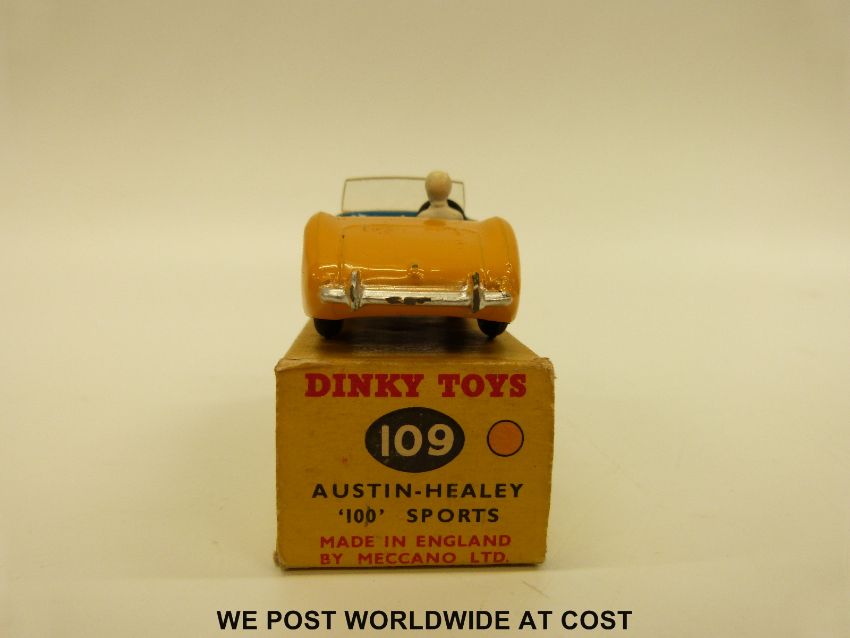 DINKY TOYS
109
AUSTIN-HEALEY
'100' SPORTS
MADE IN ENGLAND
BY MECCANO LTD.
WE POST WORLDWIDE AT COST